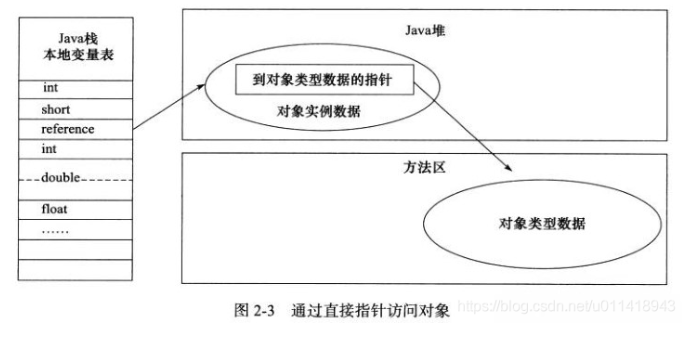 Java栈
本地变量表
int
short
reference
int
double
float
……
Java堆
到对象类型数据的指针
对象实例数据
方法区
对象类型数据
图 2-3 通过直接指针访问对象
https://blog.csdn.net/u011418943